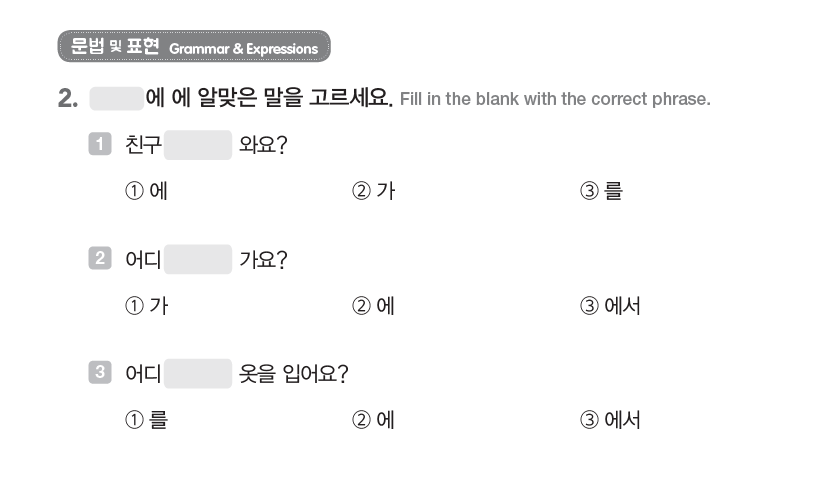 문법 및 표현 Grammar & Expressions
2. 에 에 알맞은 말을 고르세요. Fill in the blank with the correct phrase.
1 친구 와요?
① 에 ② 가 ③ 를
2 어디 가요?
① 가 ② 에 ③ 에서
3 어디 옷을 입어요?
① 를 ② 에 ③ 에서